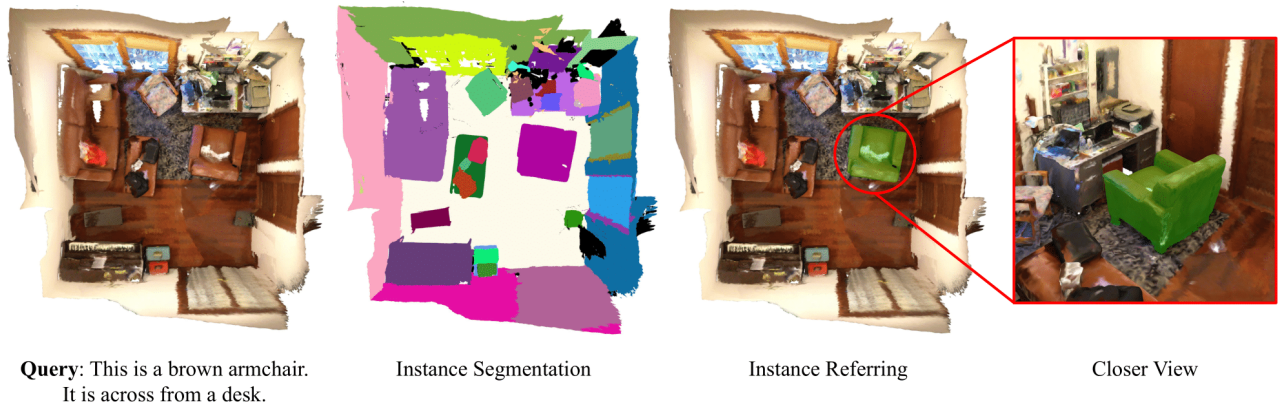 Query: This is a brown armchair.
It is across from a desk.
Instance Segmentation
Instance Referring
Closer View